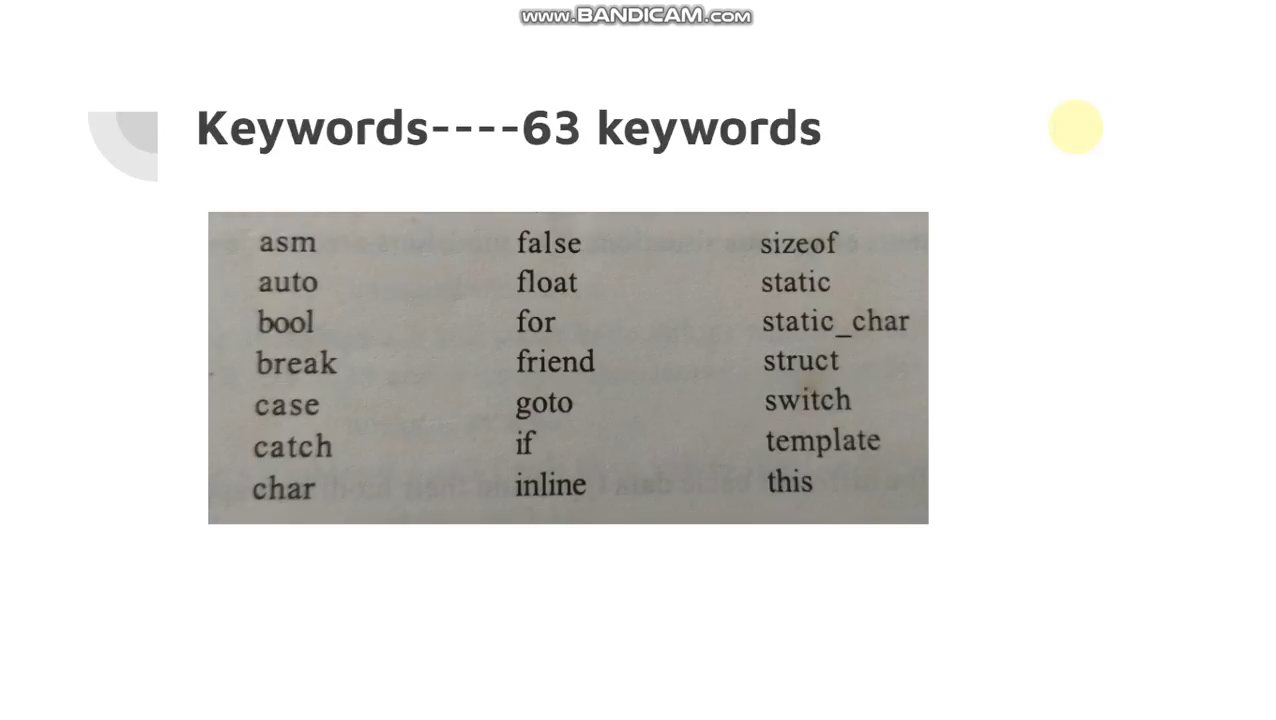 www.BANDICAM.com
Keywords----63 keywords
asm false sizeof
auto float static
bool for static_char
break friend struct
case goto switch
catch if template
char inline this